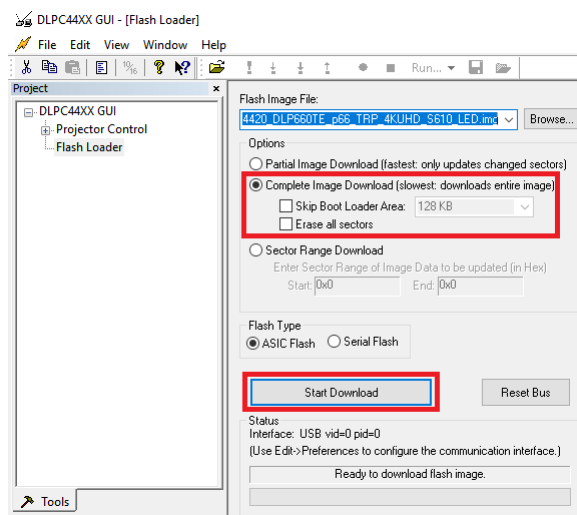 DLPC44XX GUI - [Flash Loader]
File Edit View Window Help
Run...
Project
DLPC44XX GUI
Projector Control
Flash Loader
Tools
Flash Image File:
4420_DLP660TE_p66_TRP_4KUHD_S610_LED.img Browse...
Options
Partial Image Download (fastest: only updates changed sectors)
Complete Image Download (slowest: downloads entire image)
Skip Boot Loader Area: 128 KB
Erase all sectors
Sector Range Download
Enter Sector Range of Image Data to be updated (in Hex)
Start: 0x0 End: 0x0
Flash Type
ASIC Flash Serial Flash
Start Download Reset Bus
Status
Interface: USB vid=0 pid=0
(Use Edit->Preferences to configure the communication interface.)
Ready to download flash image.